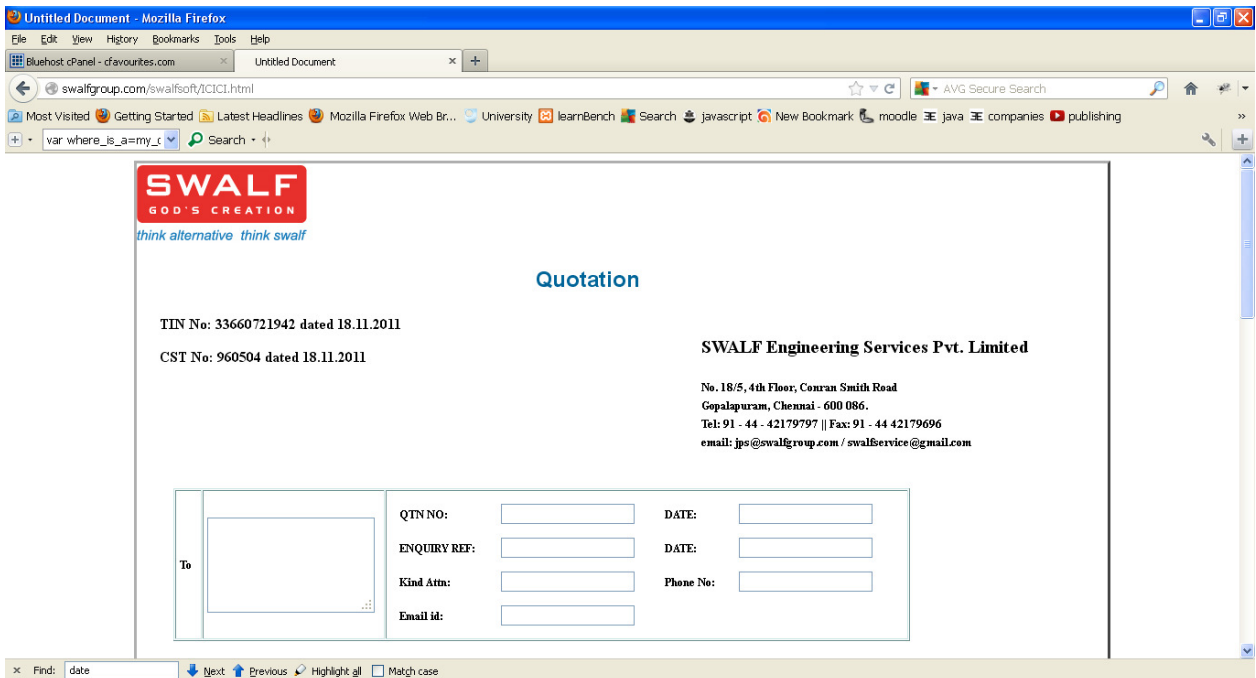 Untitled Document - Mozilla Firefox
File Edit View History Bookmarks Tools Help
Bluehost cPanel - cfavourites.com × Untitled Document × +
swalfgroup.com/swalfsoft/ICICI.html AVG Secure Search
Most Visited Getting Started Latest Headlines Mozilla Firefox Web Br... University learnBench Search javascript New Bookmark moodle java companies publishing »
var where_is_a=my_c Search
SWALF
GOD'S CREATION
think alternative think swalf
Quotation
TIN No: 33660721942 dated 18.11.2011
CST No: 960504 dated 18.11.2011
SWALF Engineering Services Pvt. Limited
No. 18/5, 4th Floor, Conran Smith Road
Gopalapuram, Chennai - 600 086.
Tel: 91 - 44 - 42179797 || Fax: 91 - 44 42179696
email: jps@swalfgroup.com / swalfservice@gmail.com
To
QTN NO: DATE:
ENQUIRY REF: DATE:
Kind Attn: Phone No:
Email id:
× Find: date Next Previous Highlight all Match case